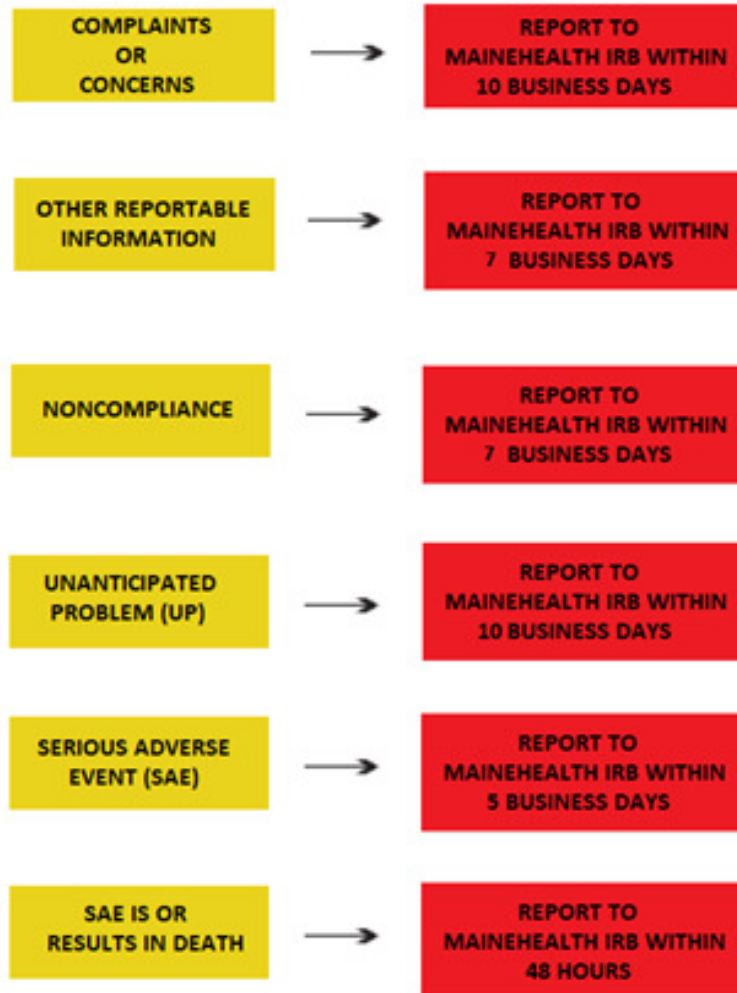 COMPLAINTS
OR
CONCERNS
REPORT TO
MAINEHEALTH IRB WITHIN
10 BUSINESS DAYS
OTHER REPORTABLE
INFORMATION
REPORT TO
MAINEHEALTH IRB WITHIN
7 BUSINESS DAYS
NONCOMPLIANCE
REPORT TO
MAINEHEALTH IRB WITHIN
7 BUSINESS DAYS
UNANTICIPATED
PROBLEM (UP)
REPORT TO
MAINEHEALTH IRB WITHIN
10 BUSINESS DAYS
SERIOUS ADVERSE
EVENT (SAE)
REPORT TO
MAINEHEALTH IRB WITHIN
5 BUSINESS DAYS
SAE IS OR
RESULTS IN DEATH
REPORT TO
MAINEHEALTH IRB WITHIN
48 HOURS